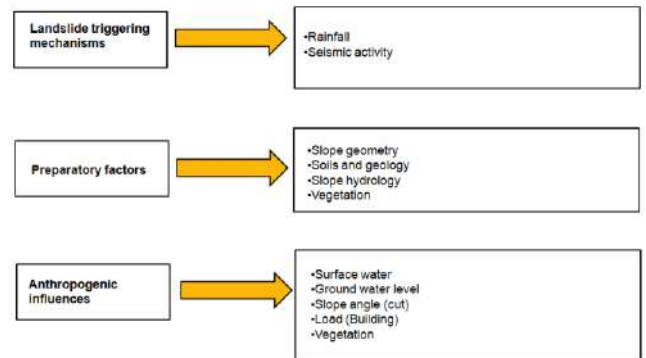 Landslide triggering
mechanisms
•Rainfall
•Seismic activity
Preparatory factors
•Slope geometry
•Soils and geology
•Slope hydrology
•Vegetation
Anthropogenic
influences
•Surface water
•Ground water level
•Slope angle (cut)
•Load (Building)
•Vegetation